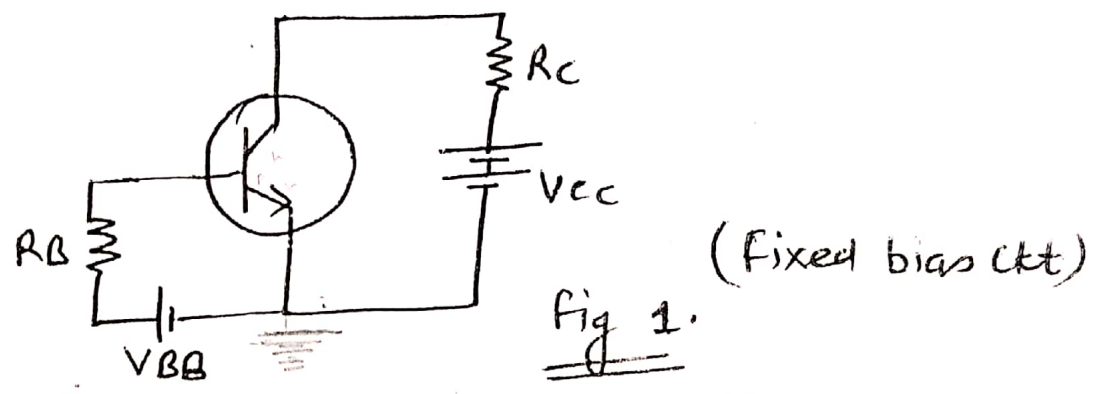 RC
VCC
RB
VBB
(Fixed bias ckt)
Fig 1.